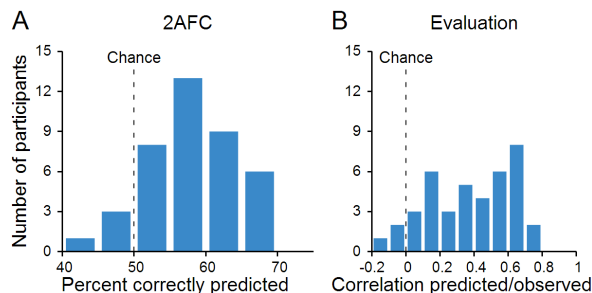 A
2AFC
Chance
Number of participants
15
12
9
6
3
0
40
50
60
70
Percent correctly predicted
B
Evaluation
Chance
15
12
9
6
3
0
-0.2
0
0.2
0.4
0.6
0.8
1
Correlation predicted/observed